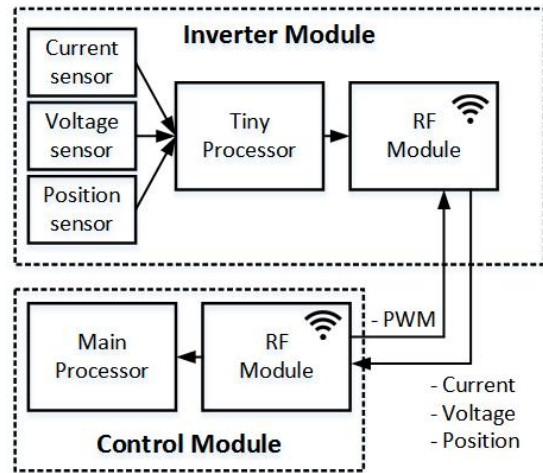 Inverter Module
Current
sensor
Voltage
sensor
Position
sensor
Tiny
Processor
RF
Module
Main
Processor
RF
Module
- PWM
- Current
- Voltage
- Position
Control Module